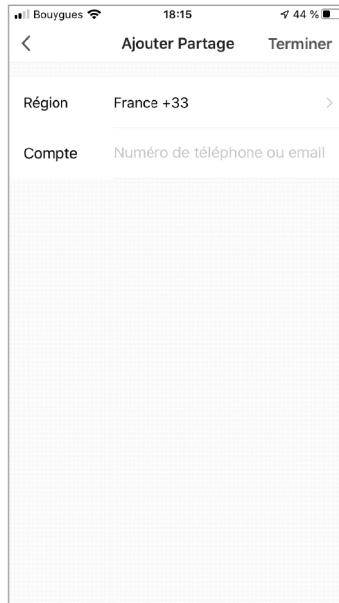 Bouygues 18:15 44 %
Ajouter Partage Terminer
Région France +33
Compte Numéro de téléphone ou email